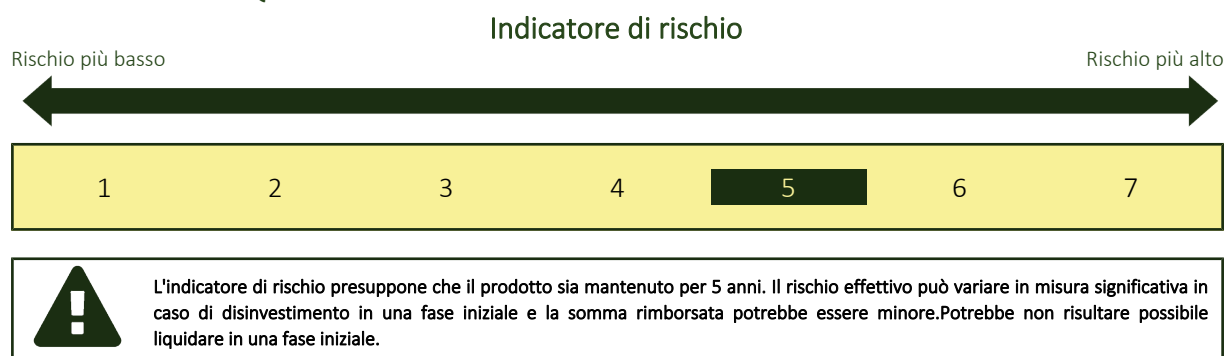 Indicatore di rischio
Rischio più basso
Rischio più alto
1 2 3 4 5 6 7
L'indicatore di rischio presuppone che il prodotto sia mantenuto per 5 anni. Il rischio effettivo può variare in misura significativa in
caso di disinvestimento in una fase iniziale e la somma rimborsata potrebbe essere minore.Potrebbe non risultare possibile
liquidare in una fase iniziale.